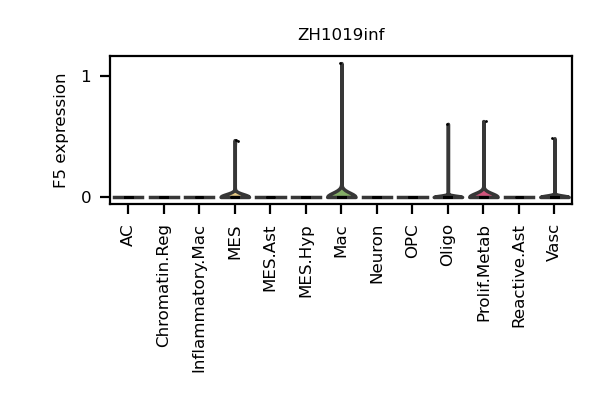 ZH1019inf
F5 expression
1
0
AC
Chromatin.Reg
Inflammatory.Mac
MES
MES.Ast
MES.Hyp
Mac
Neuron
OPC
Oligo
Prolif.Metab
Reactive.Ast
Vasc